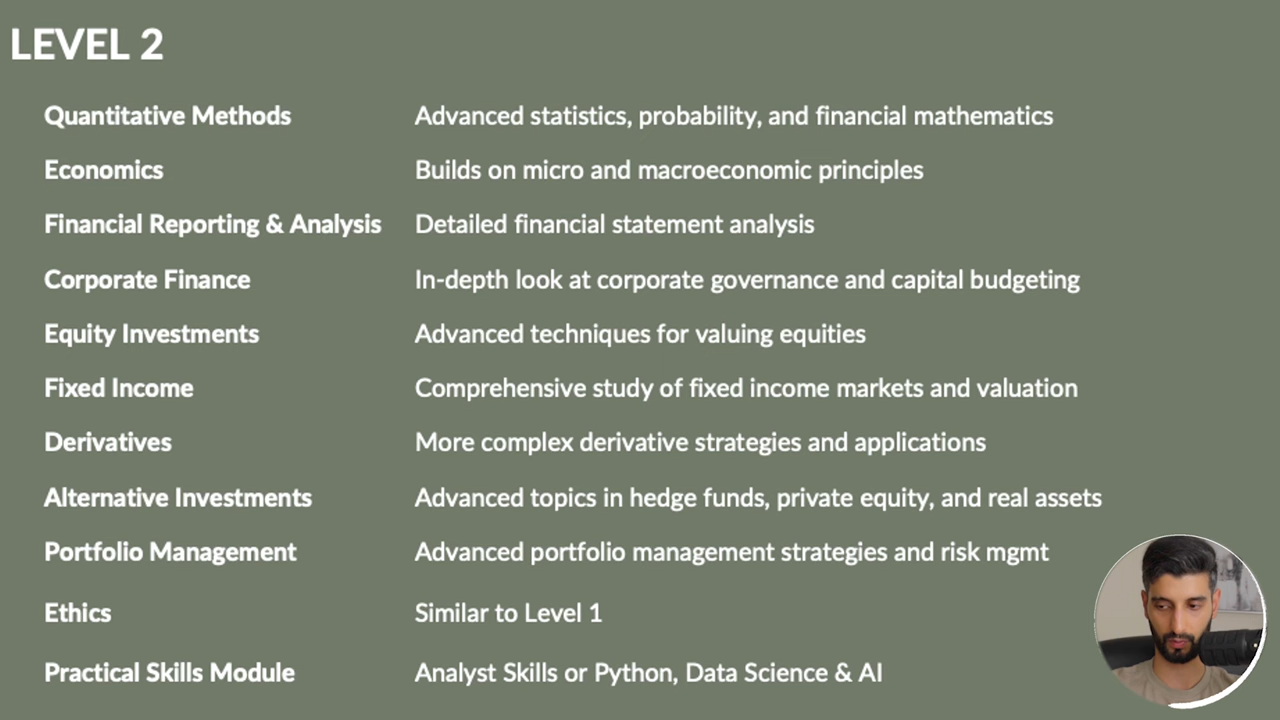 LEVEL 2
Quantitative Methods Advanced statistics, probability, and financial mathematics
Economics Builds on micro and macroeconomic principles
Financial Reporting & Analysis Detailed financial statement analysis
Corporate Finance In-depth look at corporate governance and capital budgeting
Equity Investments Advanced techniques for valuing equities
Fixed Income Comprehensive study of fixed income markets and valuation
Derivatives More complex derivative strategies and applications
Alternative Investments Advanced topics in hedge funds, private equity, and real assets
Portfolio Management Advanced portfolio management strategies and risk mgmt
Ethics Similar to Level 1
Practical Skills Module Analyst Skills or Python, Data Science & AI